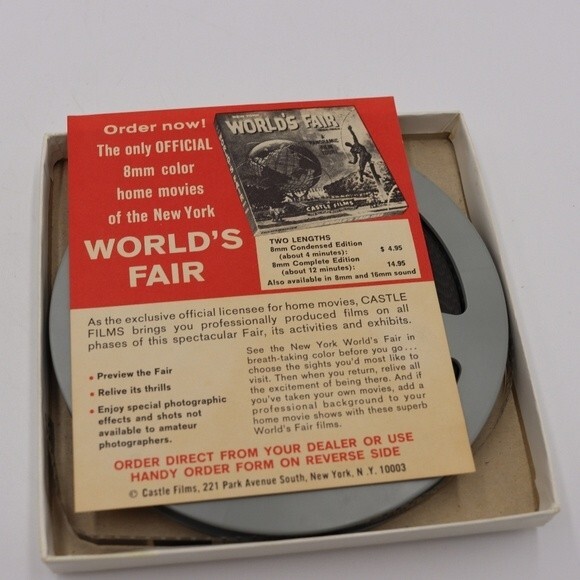 Order now!
The only OFFICIAL
8mm color
home movies
of the New York
WORLD'S
FAIR
WORLD'S FAIR
CASTLE FILMS
TWO LENGTHS
8mm Condensed Edition
(about 4 minutes): $ 4.95
8mm Complete Edition
(about 12 minutes): 14.95
Also available in 8mm and 16mm sound
As the exclusive official licensee for home movies, CASTLE
FILMS brings you professionally produced films on all
phases of this spectacular Fair, its activities and exhibits.
• Preview the Fair
• Relive its thrills
• Enjoy special photographic
effects and shots not
available to amateur
photographers.
See the New York World's Fair in
breath-taking color before you go...
choose the sights you'd most like to
visit. Then when you return, relive all
the excitement of being there. And if
you've taken your own movies, add a
professional background to your
home movie shows with these superb
World's Fair films.
ORDER DIRECT FROM YOUR DEALER OR USE
HANDY ORDER FORM ON REVERSE SIDE
© Castle Films, 221 Park Avenue South, New York, N.Y. 10003